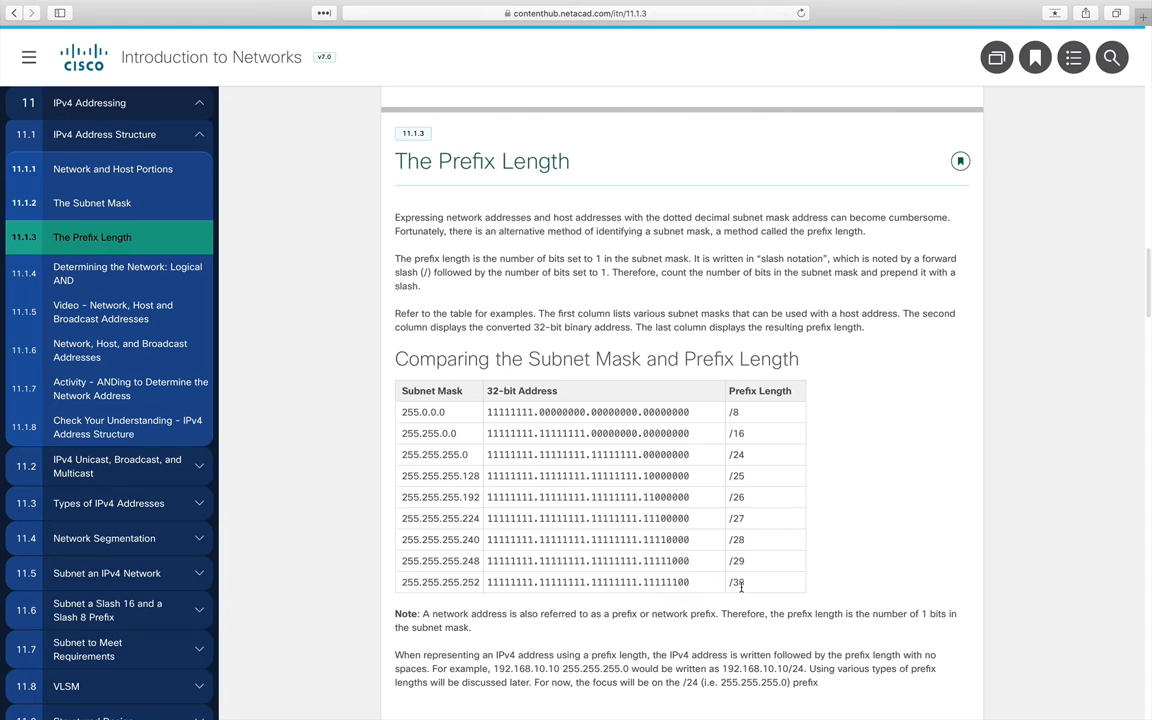 contenthub.netacad.com/itn/11.1.3
CISCO
Introduction to Networks
v7.0
11 IPv4 Addressing
11.1 IPv4 Address Structure
11.1.1 Network and Host Portions
11.1.2 The Subnet Mask
11.1.3 The Prefix Length
11.1.4 Determining the Network: Logical
AND
11.1.5 Video - Network, Host and
Broadcast Addresses
11.1.6 Network, Host, and Broadcast
Addresses
11.1.7 Activity - ANDing to Determine the
Network Address
11.1.8 Check Your Understanding - IPv4
Address Structure
11.2 IPv4 Unicast, Broadcast, and
Multicast
11.3 Types of IPv4 Addresses
11.4 Network Segmentation
11.5 Subnet an IPv4 Network
11.6 Subnet a Slash 16 and a
Slash 8 Prefix
11.7 Subnet to Meet
Requirements
11.8 VLSM
11.1.3
The Prefix Length
Expressing network addresses and host addresses with the dotted decimal subnet mask address can become cumbersome.
Fortunately, there is an alternative method of identifying a subnet mask, a method called the prefix length.
The prefix length is the number of bits set to 1 in the subnet mask. It is written in “slash notation”, which is noted by a forward
slash (/) followed by the number of bits set to 1. Therefore, count the number of bits in the subnet mask and prepend it with a
slash.
Refer to the table for examples. The first column lists various subnet masks that can be used with a host address. The second
column displays the converted 32-bit binary address. The last column displays the resulting prefix length.
Comparing the Subnet Mask and Prefix Length
Subnet Mask 32-bit Address Prefix Length
255.0.0.0 11111111.00000000.00000000.00000000 /8
255.255.0.0 11111111.11111111.00000000.00000000 /16
255.255.255.0 11111111.11111111.11111111.00000000 /24
255.255.255.128 11111111.11111111.11111111.10000000 /25
255.255.255.192 11111111.11111111.11111111.11000000 /26
255.255.255.224 11111111.11111111.11111111.11100000 /27
255.255.255.240 11111111.11111111.11111111.11110000 /28
255.255.255.248 11111111.11111111.11111111.11111000 /29
255.255.255.252 11111111.11111111.11111111.11111100 /30
Note: A network address is also referred to as a prefix or network prefix. Therefore, the prefix length is the number of 1 bits in
the subnet mask.
When representing an IPv4 address using a prefix length, the IPv4 address is written followed by the prefix length with no
spaces. For example, 192.168.10.10 255.255.255.0 would be written as 192.168.10.10/24. Using various types of prefix
lengths will be discussed later. For now, the focus will be on the /24 (i.e. 255.255.255.0) prefix